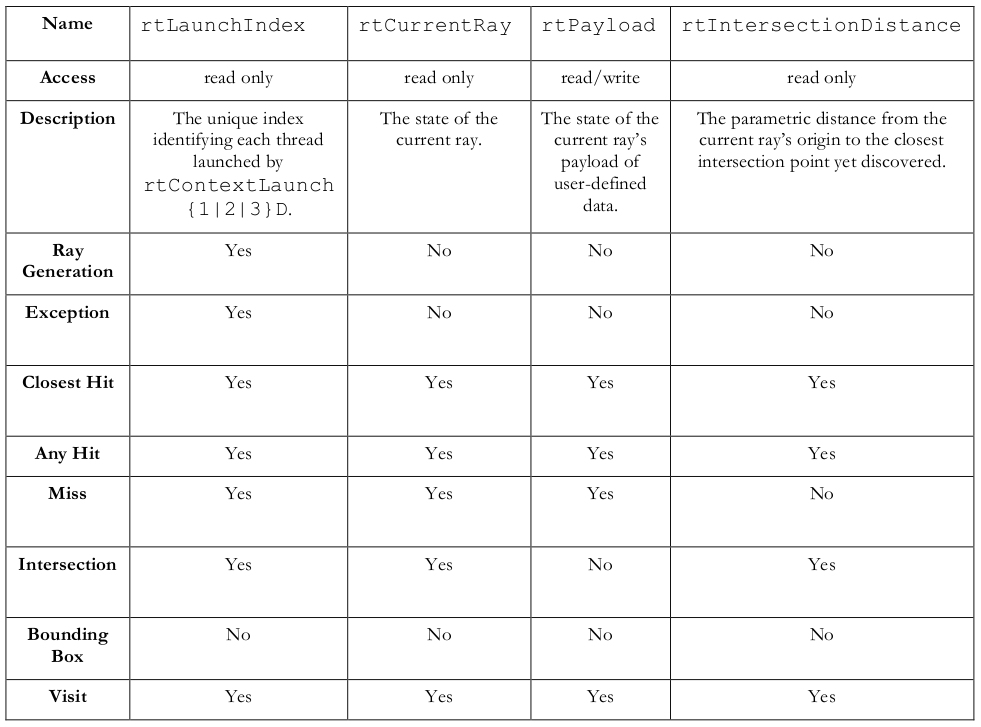 Name rtLaunchIndex rtCurrentRay rtPayload rtIntersectionDistance
Access read only read only read/write read only
Description The unique index The state of the The state of the The parametric distance from the
identifying each thread current ray. current ray’s current ray’s origin to the closest
launched by payload of intersection point yet discovered.
rtContextLaunch user-defined
{1|2|3}D. data.
Ray Yes No No No
Generation
Exception Yes No No No
Closest Hit Yes Yes Yes Yes
Any Hit Yes Yes Yes Yes
Miss Yes Yes Yes No
Intersection Yes Yes No Yes
Bounding No No No No
Box
Visit Yes Yes Yes Yes